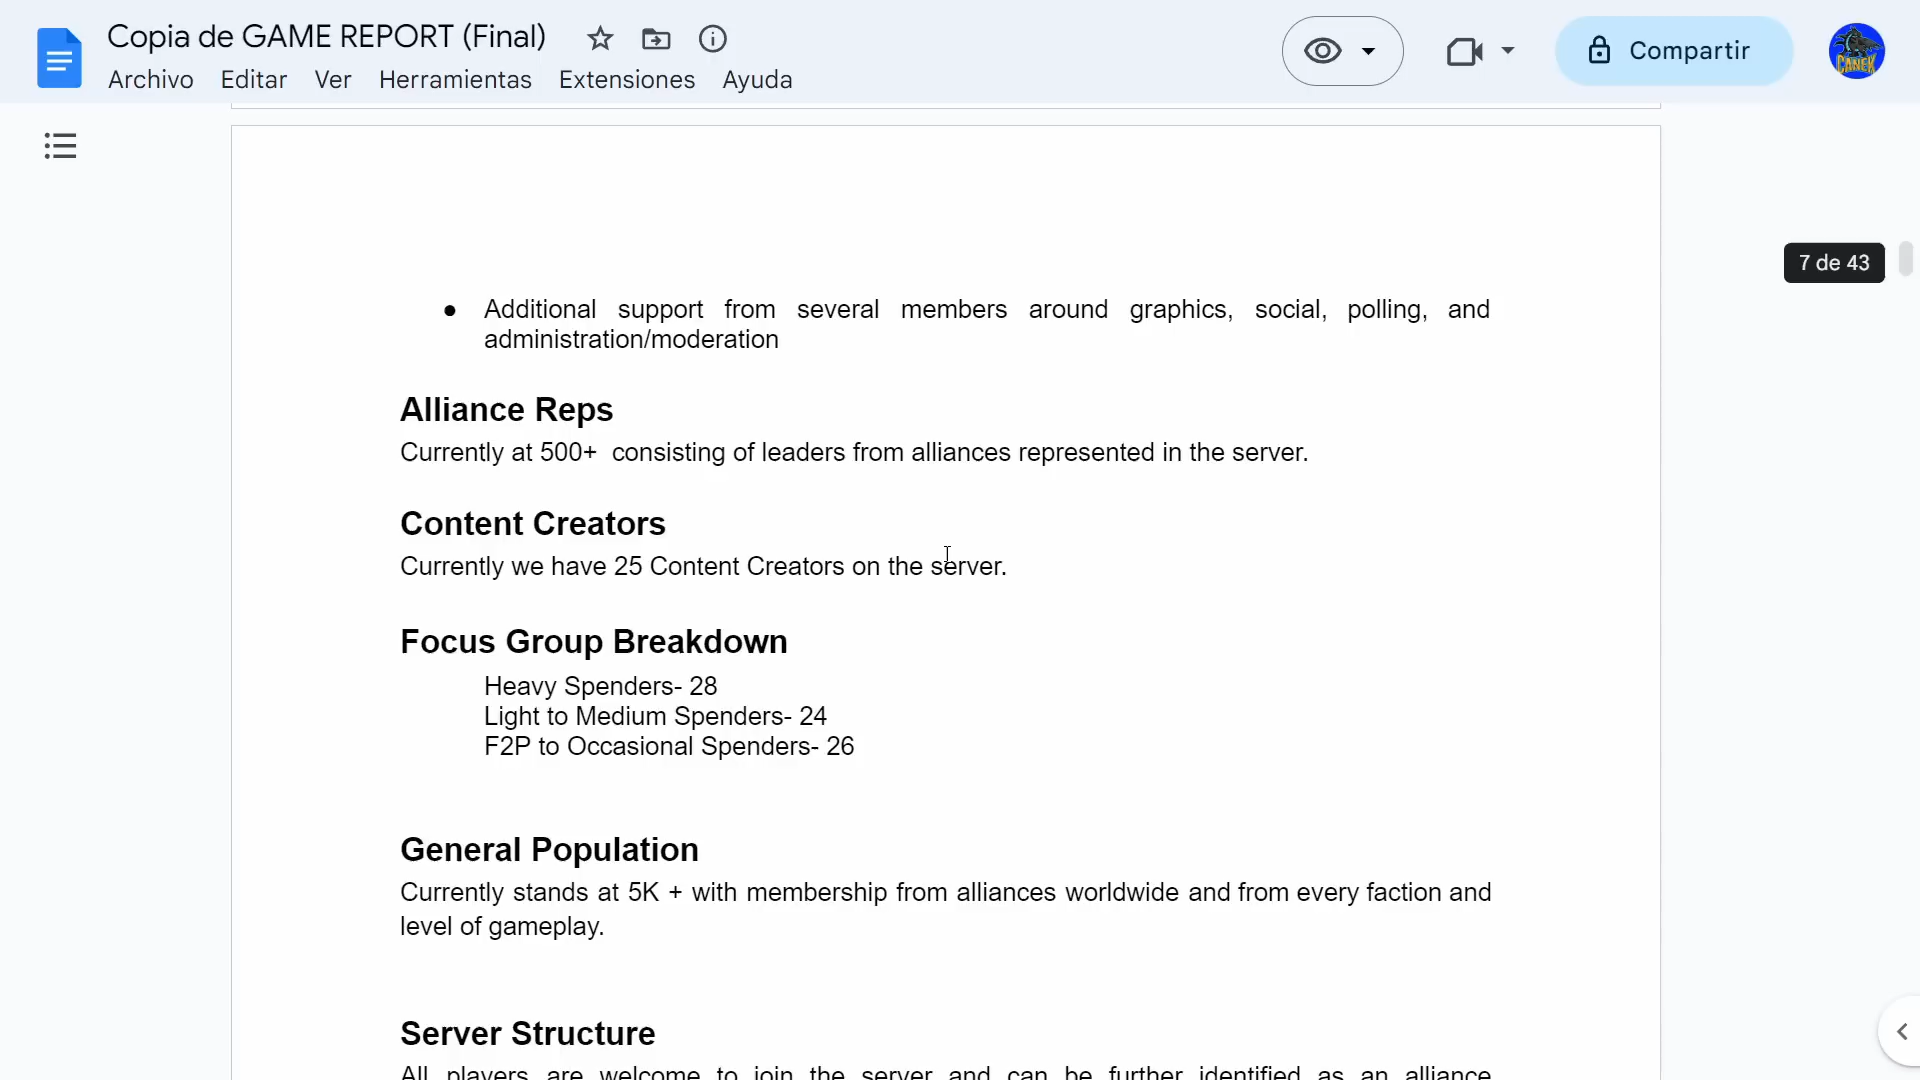 Copia de GAME REPORT (Final)
Archivo Editar Ver Herramientas Extensiones Ayuda
Compartir
CANEK
7 de 43
● Additional support from several members around graphics, social, polling, and
administration/moderation
Alliance Reps
Currently at 500+ consisting of leaders from alliances represented in the server.
Content Creators
Currently we have 25 Content Creators on the server.
Focus Group Breakdown
Heavy Spenders- 28
Light to Medium Spenders- 24
F2P to Occasional Spenders- 26
General Population
Currently stands at 5K + with membership from alliances worldwide and from every faction and
level of gameplay.
Server Structure
All players are welcome to join the server and can be further identified as an alliance